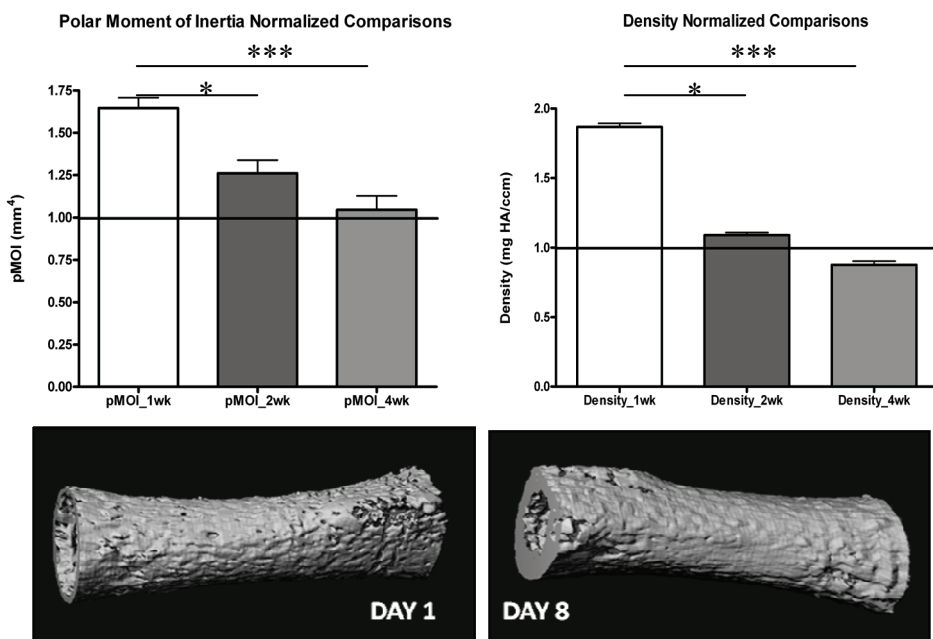 Polar Moment of Inertia Normalized Comparisons
***
*
pMOI (mm4)
1.75
1.50
1.25
1.00
0.75
0.50
0.25
0.00
pMOI_1wk pMOI_2wk pMOI_4wk
Density Normalized Comparisons
***
*
Density (mg HA/ccm)
2.0
1.5
1.0
0.5
0.0
Density_1wk Density_2wk Density_4wk
DAY 1
DAY 8